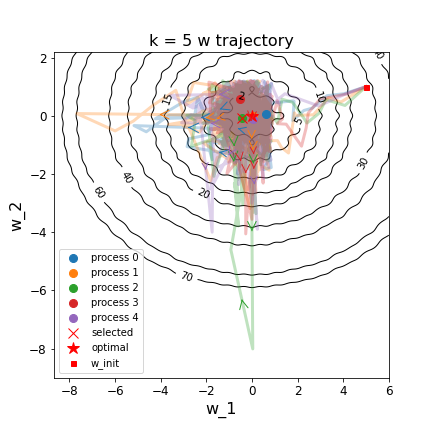 k = 5 w trajectory
w_2
2
0
−2
−4
−6
−8
15
10
5
2
20
30
40
60
70
process 0
process 1
process 2
process 3
process 4
selected
optimal
w_init
−8
−6
−4
−2
0
2
4
6
w_1